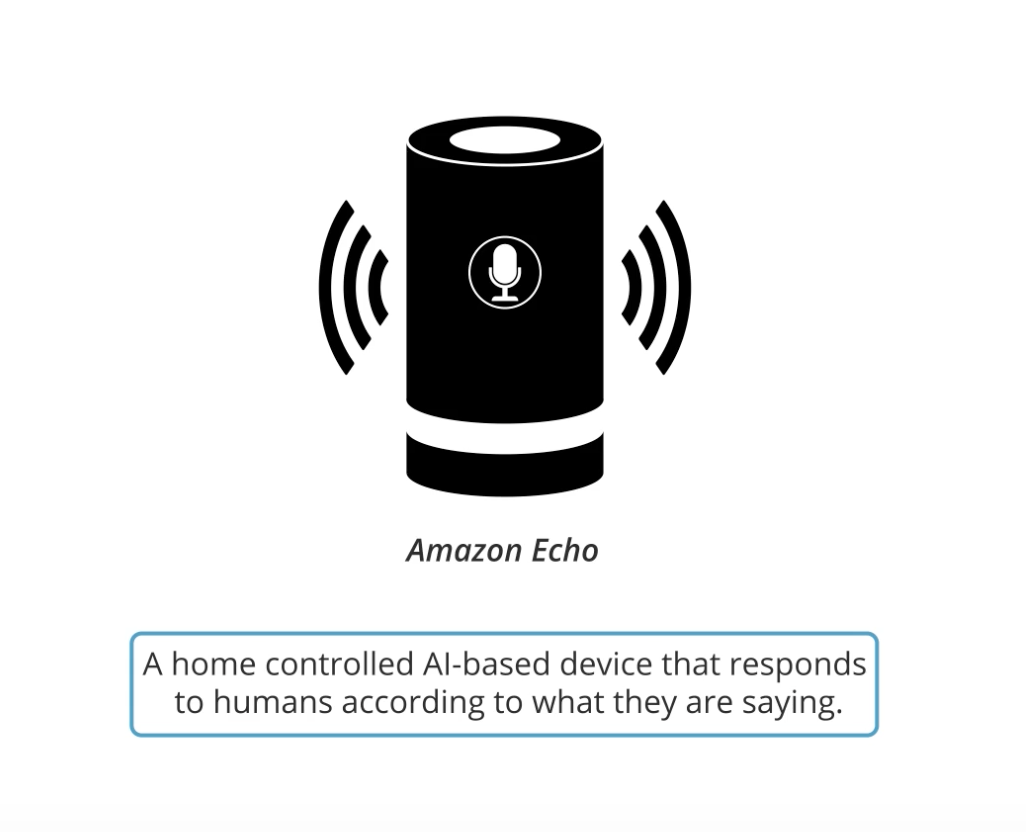 Amazon Echo
A home controlled AI-based device that responds
to humans according to what they are saying.